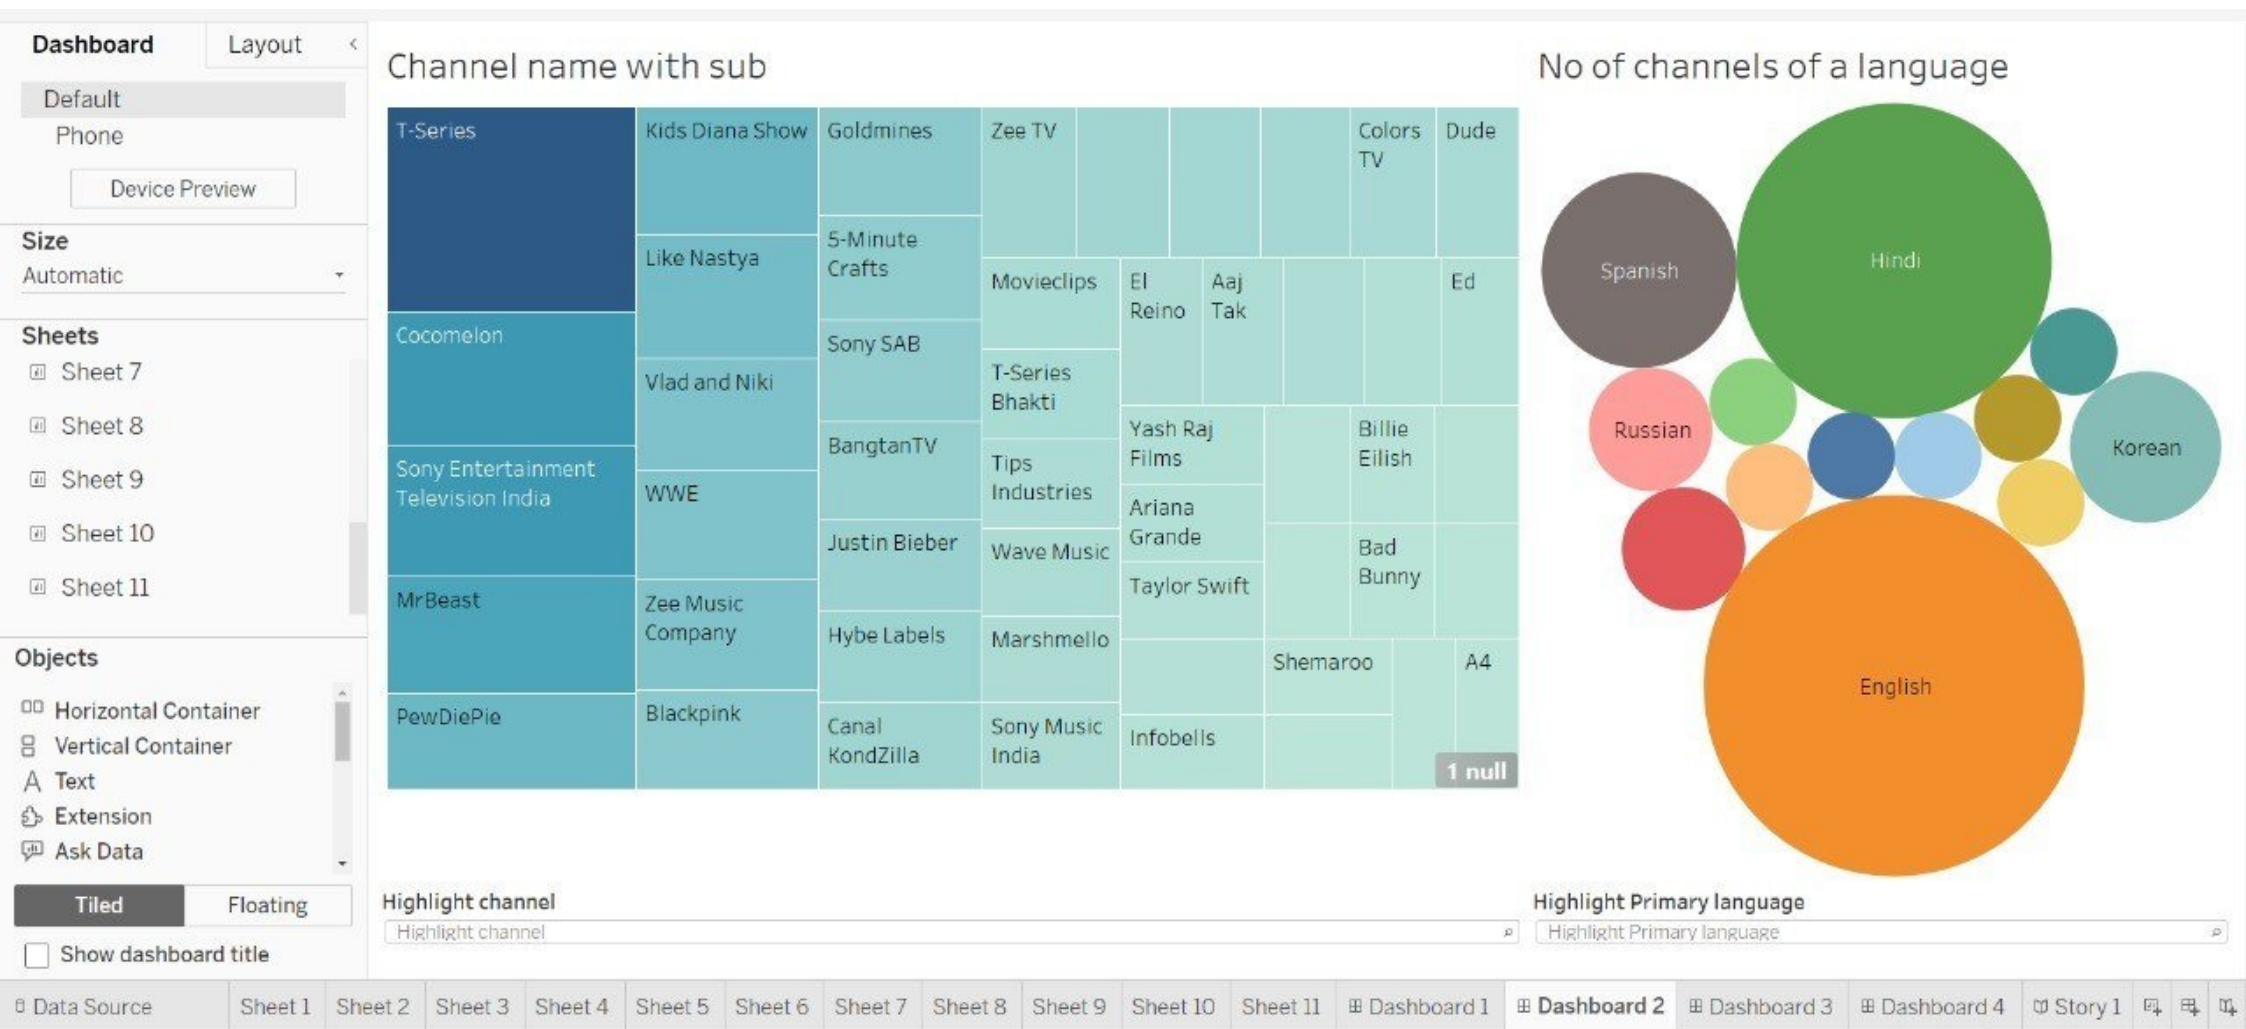 Dashboard
Layout
<
Default
Phone
Device Preview
Size
Automatic
Sheets
Sheet 7
Sheet 8
Sheet 9
Sheet 10
Sheet 11
Objects
Horizontal Container
Vertical Container
A Text
Extension
Ask Data
Tiled
Floating
Show dashboard title
Channel name with sub
T-Series
Cocomelon
Sony Entertainment
Television India
MrBeast
PewDiePie
Kids Diana Show
Like Nastya
Vlad and Niki
WWE
Zee Music
Company
Blackpink
Goldmines
5-Minute
Crafts
Sony SAB
BangtanTV
Justin Bieber
Hybe Labels
Canal
KondZilla
Zee TV
Colors
TV
Dude
Movieclips
T-Series
Bhakti
Tips
Industries
Wave Music
Marshmello
Sony Music
India
El
Reino
Aaj
Tak
Ed
Yash Raj
Films
Ariana
Grande
Taylor Swift
Infobells
Billie
Eilish
Bad
Bunny
Shemaroo
A4
1 null
Highlight channel
Highlight channel
No of channels of a language
Spanish
Hindi
Russian
Korean
English
Highlight Primary language
Highlight Primary language
Data Source
Sheet 1
Sheet 2
Sheet 3
Sheet 4
Sheet 5
Sheet 6
Sheet 7
Sheet 8
Sheet 9
Sheet 10
Sheet 11
Dashboard 1
Dashboard 2
Dashboard 3
Dashboard 4
Story 1